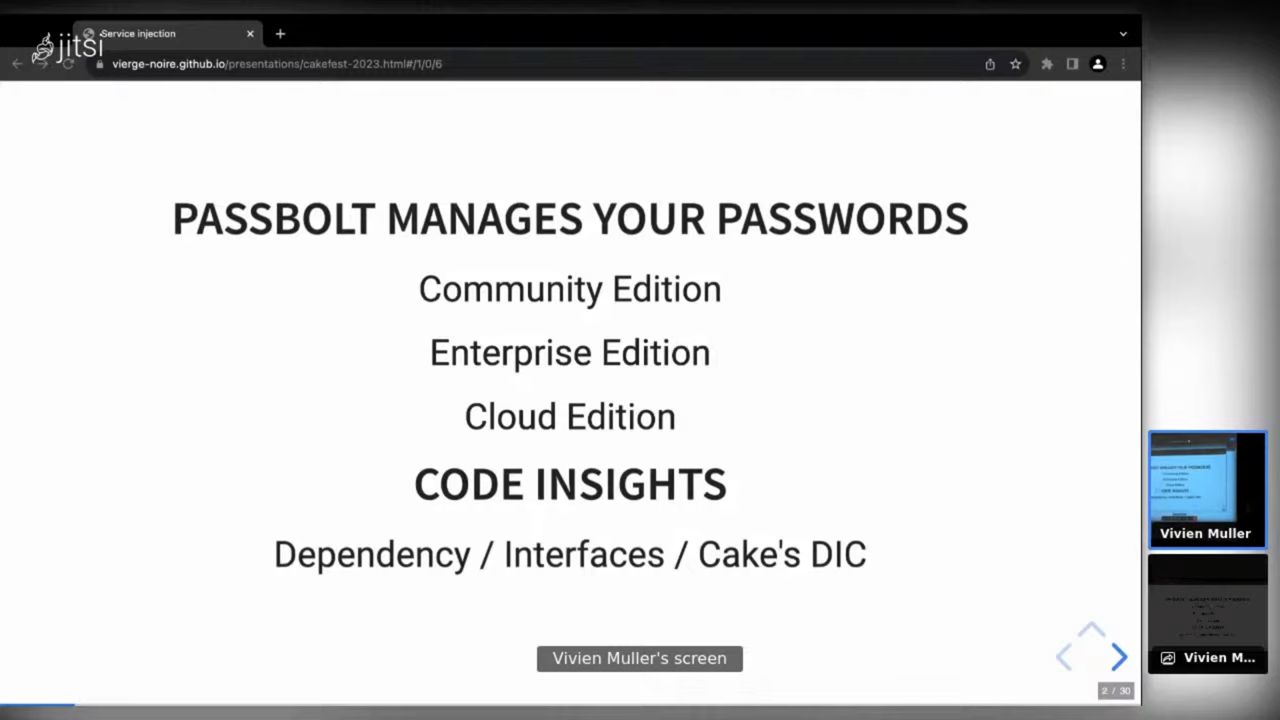 Service injection
jitsi
vierge-noire.github.io/presentations/cakefest-2023.html#/1/0/6
PASSBOLT MANAGES YOUR PASSWORDS
Community Edition
Enterprise Edition
Cloud Edition
CODE INSIGHTS
Dependency / Interfaces / Cake's DIC
Vivien Muller
Vivien Muller's screen
Vivien M...
2 / 30